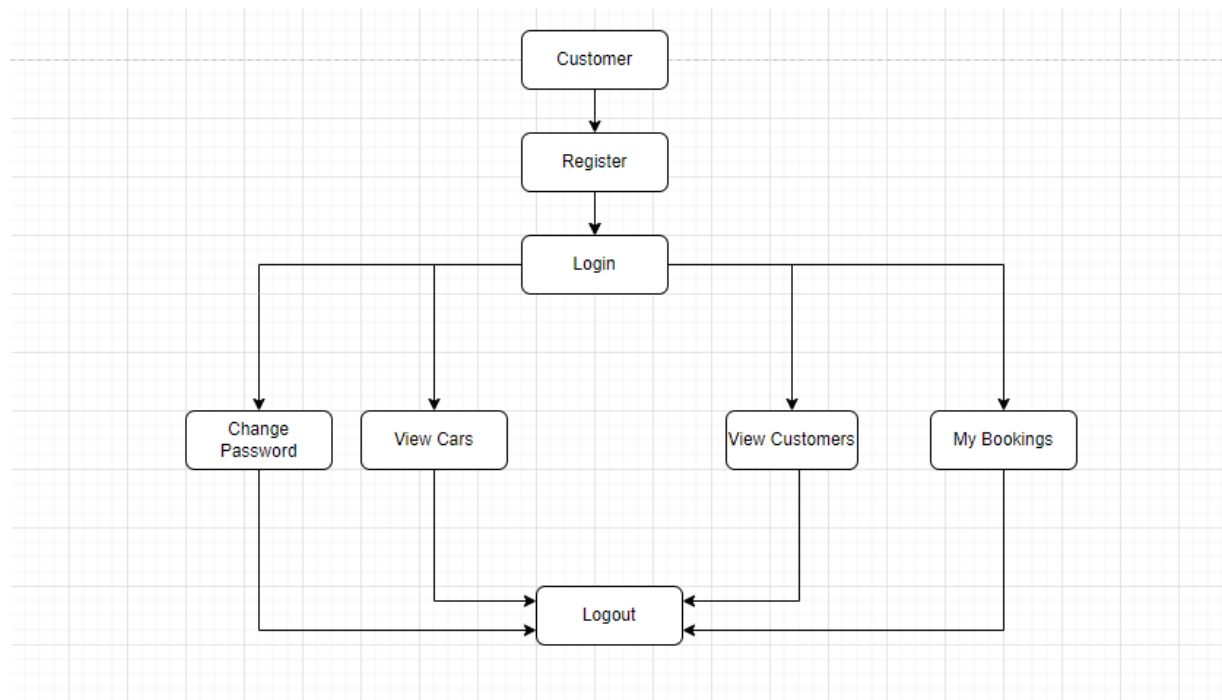 Customer
Register
Login
Change
Password
View Cars
View Customers
My Bookings
Logout